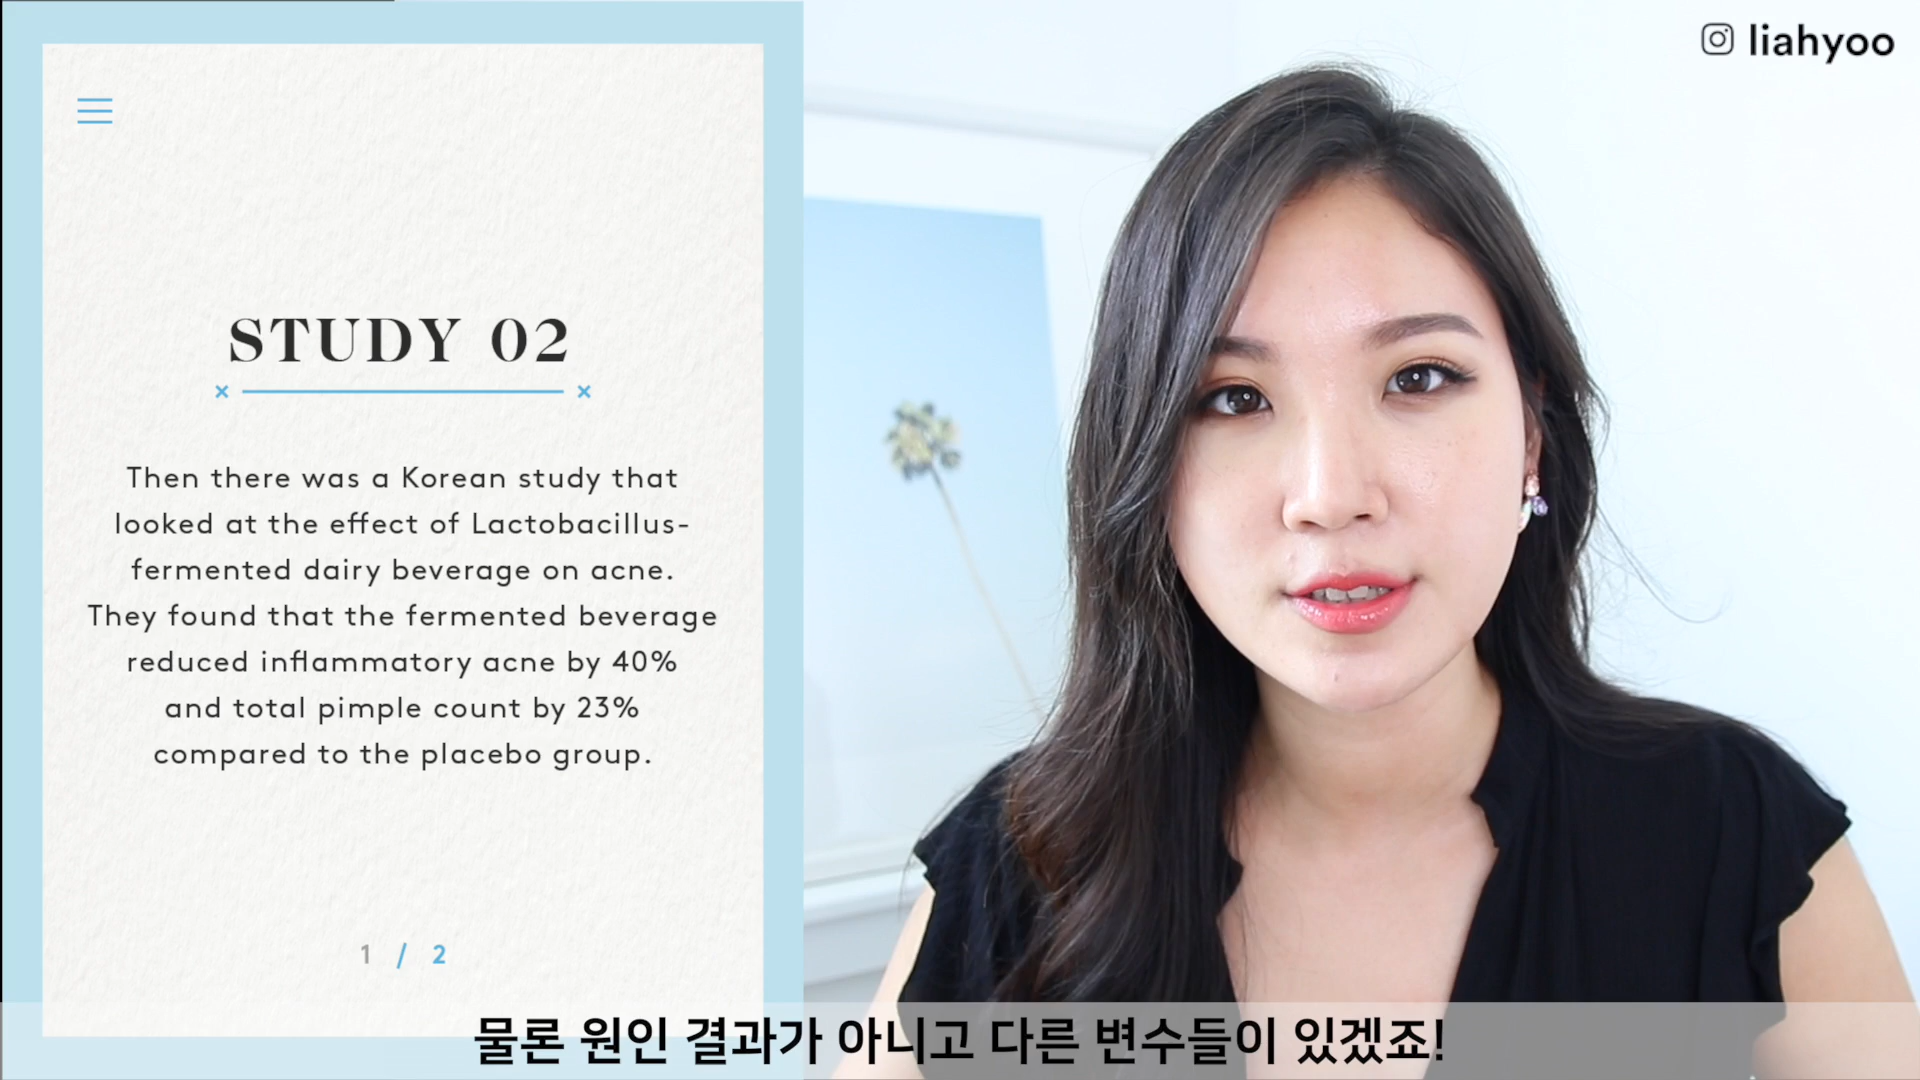 liahyoo
STUDY 02
Then there was a Korean study that
looked at the effect of Lactobacillus-
fermented dairy beverage on acne.
They found that the fermented beverage
reduced inflammatory acne by 40%
and total pimple count by 23%
compared to the placebo group.
1 / 2
물론 원인 결과가 아니고 다른 변수들이 있겠죠!